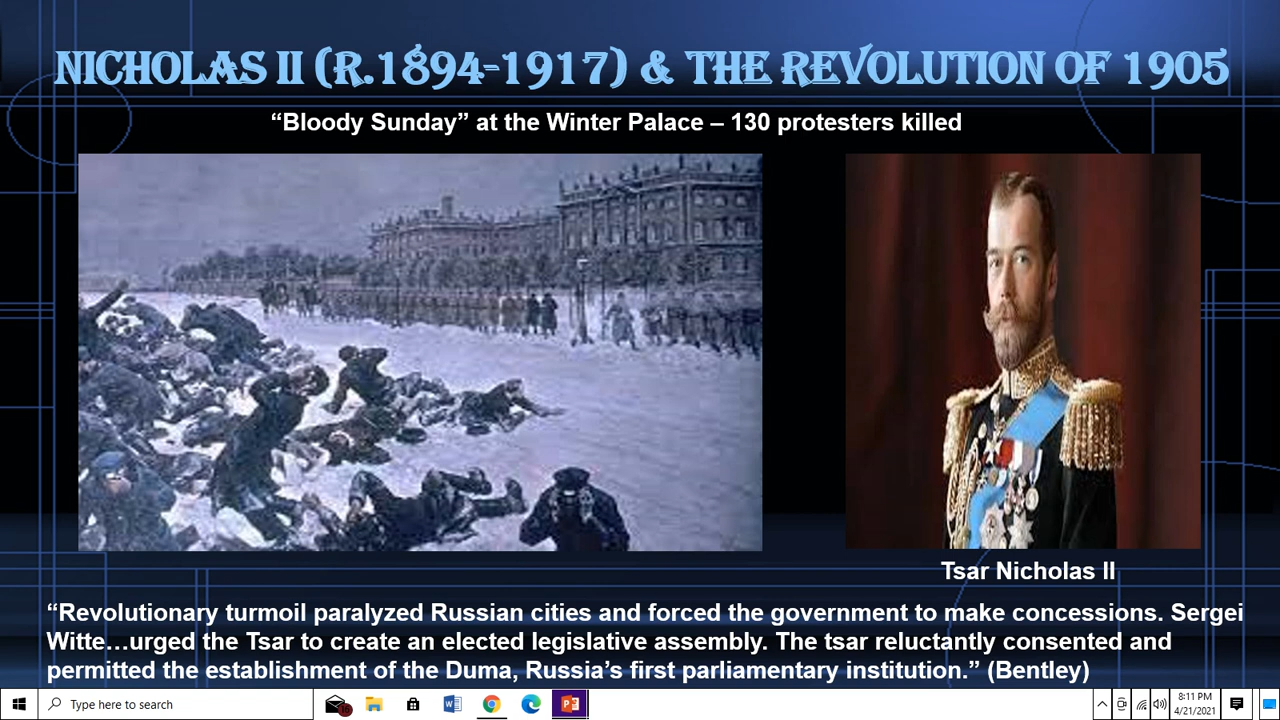 NICHOLAS II (R.1894-1917) & THE REVOLUTION OF 1905
“Bloody Sunday” at the Winter Palace – 130 protesters killed
Tsar Nicholas II
“Revolutionary turmoil paralyzed Russian cities and forced the government to make concessions. Sergei
Witte…urged the Tsar to create an elected legislative assembly. The tsar reluctantly consented and
permitted the establishment of the Duma, Russia’s first parliamentary institution.” (Bentley)
Type here to search
8:11 PM
4/21/2021